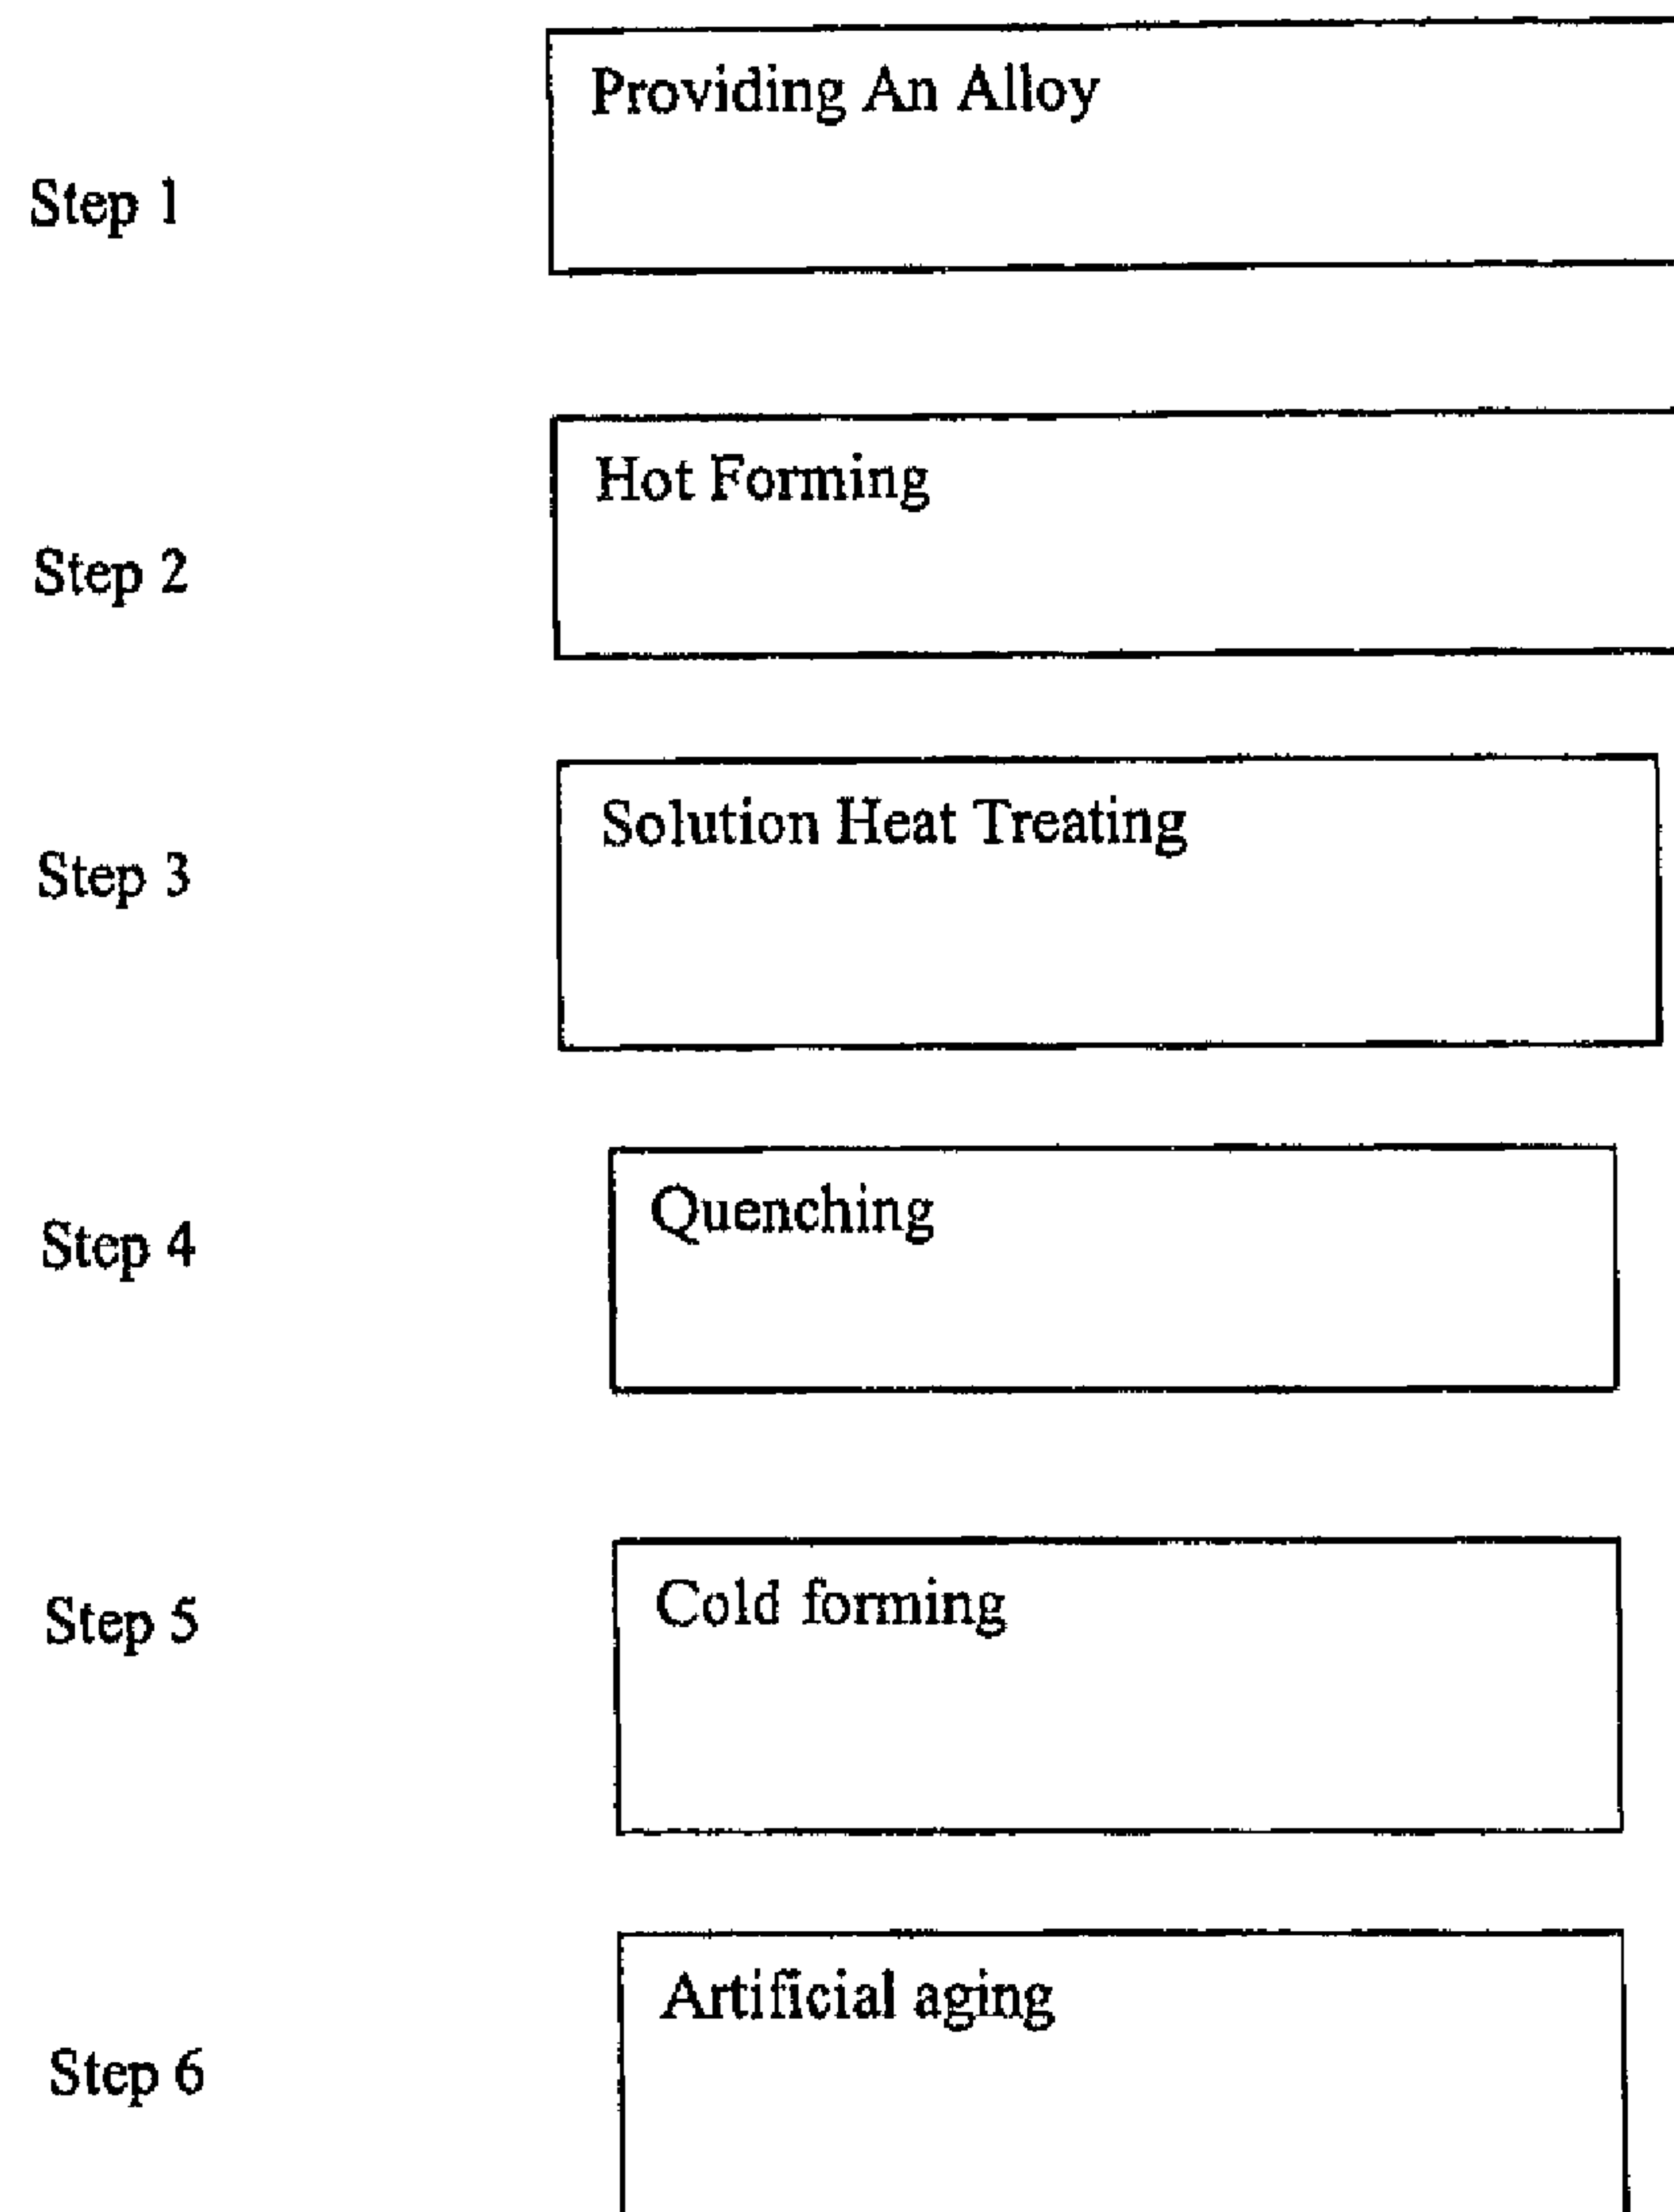 Providing An Alloy
Step 1
Hot Forming
Step 2
Solution Heat Treating
Step 3
Quenching
Step 4
Cold forming
Step 5
Artificial aging
Step 6